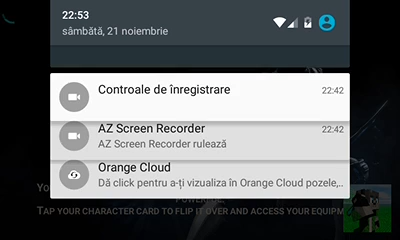 22:53
sâmbătă, 21 noiembrie
Controale de înregistrare 22:42
AZ Screen Recorder 22:42
AZ Screen Recorder rulează
Orange Cloud
Dă click pentru a-ți vizualiza în Orange Cloud pozele,..
TAP YOUR CHARACTER CARD TO FLIP IT OVER AND ACCESS YOUR EQUIPM